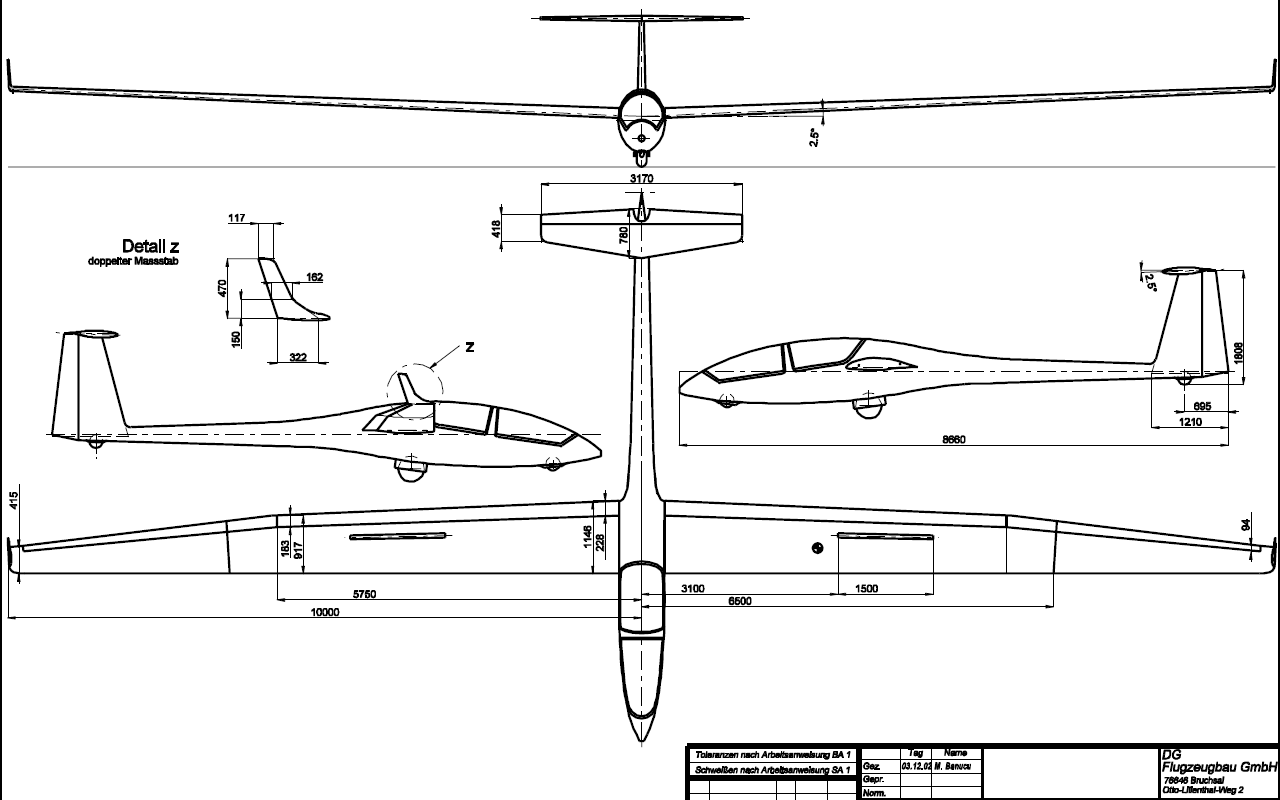 2.5°
3170
418
780
117
Detail z
doppelter Massstab
470
162
150
322
z
2.5°
1808
695
1210
8660
415
183
917
1146
228
94
5750
3100
1500
6500
10000
Toleranzen nach Arbeitsanweisung BA 1
Schweißen nach Arbeitsanweisung SA 1
Tag Name
Gez. 03.12.02 M. Banucu
Gepr.
Norm.
DG
Flugzeugbau GmbH
76646 Bruchsal
Otto-Lilienthal-Weg 2